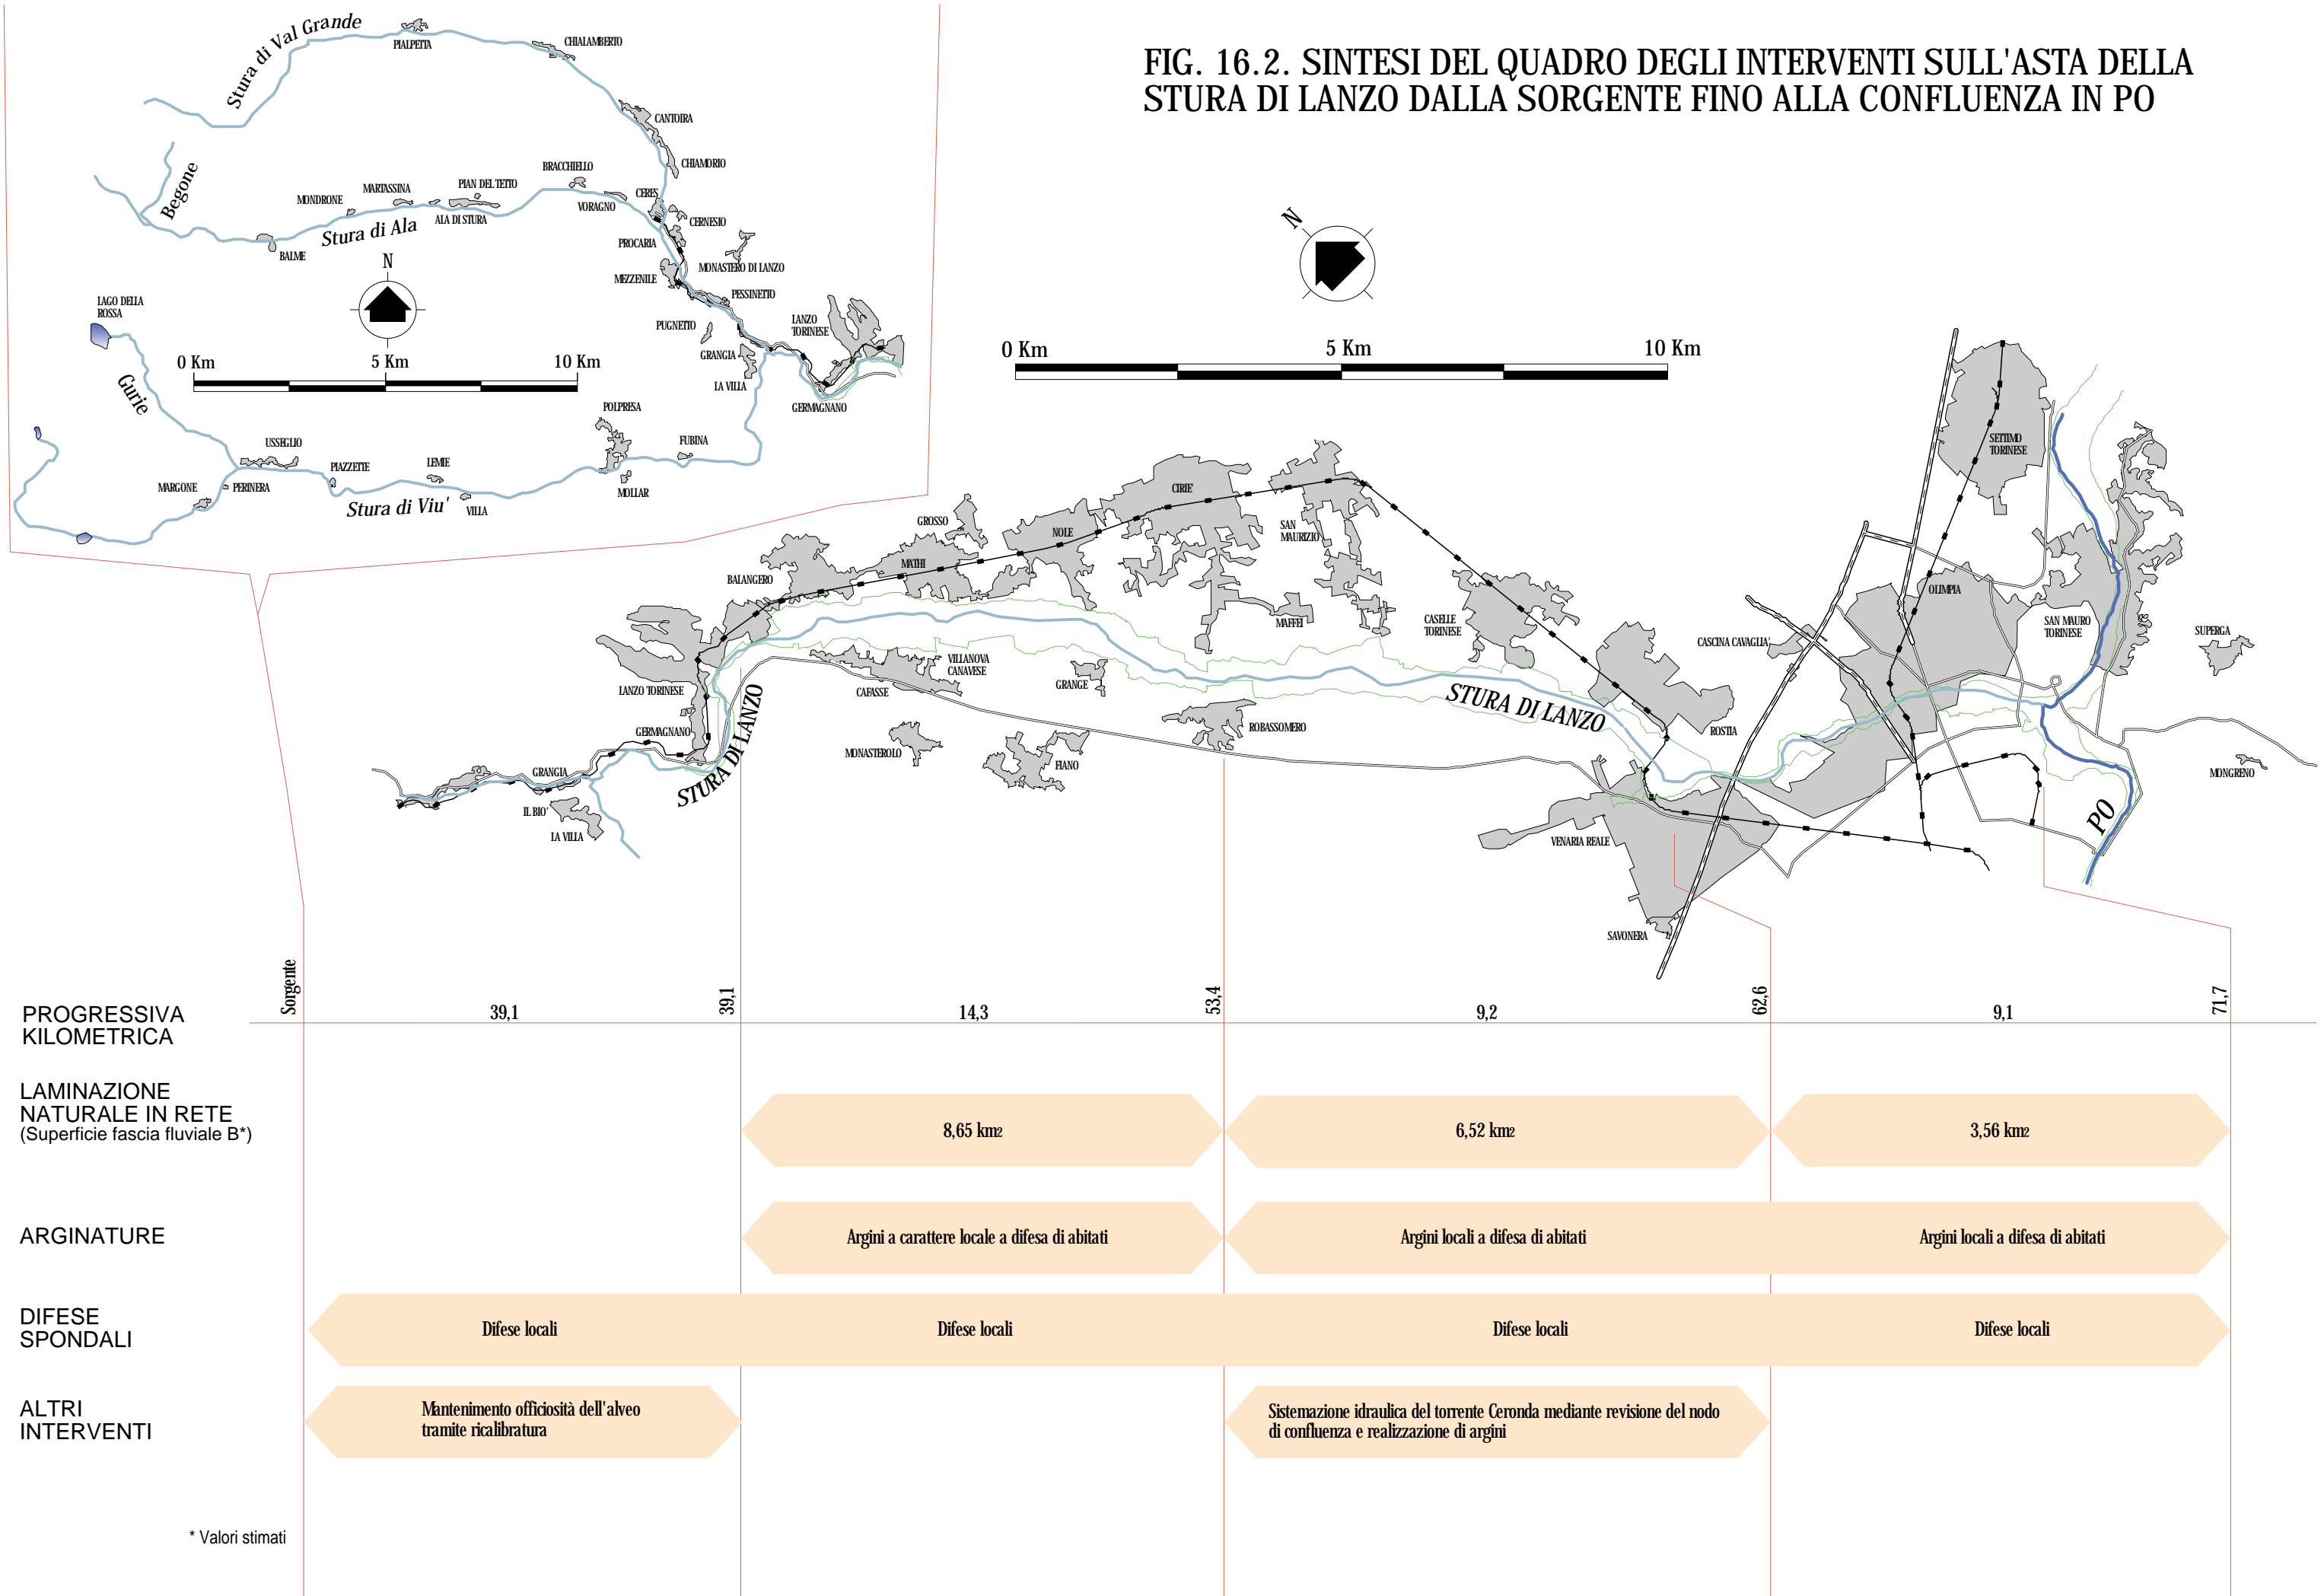 FIG. 16.2. SINTESI DEL QUADRO DEGLI INTERVENTI SULL'ASTA DELLA
STURA DI LANZO DALLA SORGENTE FINO ALLA CONFLUENZA IN PO
Stura di Val Grande
PIALPETTA
CHIALAMBERTO
CANTOIRA
CHIAMORIO
Begone
MONDRONE
MARTASSINA
PIAN DEL TETTO
BRACCHIELLO
ALA DI STURA
VORAGNO
CERES
CERNESIO
Stura di Ala
BALME
PROCARIA
MONASTERO DI LANZO
MEZZENILE
PESSINETTO
N
LAGO DELLA
ROSSA
PUGNETTO
LANZO
TORINESE
GRANGIA
LA VILLA
GERMAGNANO
0 Km
5 Km
10 Km
Gurie
POLPRESA
USSEGLIO
PIAZZETTE
LEMIE
FUBINA
MARGONE
PERINERA
MOLLAR
VILLA
Stura di Viu'
N
0 Km
5 Km
10 Km
SETTIMO
TORINESE
CIRIE'
GROSSO
NOLE
SAN
MAURIZIO
MATHI
BALANGERO
OLIMPIA
SAN MAURO
TORINESE
MAFFEI
CASELLE
TORINESE
CASCINA CAVAGLIA'
SUPERGA
VILLANOVA
CANAVESE
LANZO TORINESE
CAFASSE
GRANGE
STURA DI LANZO
ROBASSOMERO
ROSTIA
GERMAGNANO
MONASTEROLO
FIANO
STURA DI LANZO
GRANGIA
IL BIO'
LA VILLA
MONGRENO
PO
VENARIA REALE
SAVONERA
PROGRESSIVA
KILOMETRICA
Sorgente
39,1
39,1
14,3
53,4
9,2
62,6
9,1
71,7
LAMINAZIONE
NATURALE IN RETE
(Superficie fascia fluviale B*)
8,65 km2
6,52 km2
3,56 km2
ARGINATURE
Argini a carattere locale a difesa di abitati
Argini locali a difesa di abitati
Argini locali a difesa di abitati
DIFESE
SPONDALI
Difese locali
Difese locali
Difese locali
Difese locali
ALTRI
INTERVENTI
Mantenimento officiosità dell'alveo
tramite ricalibratura
Sistemazione idraulica del torrente Ceronda mediante revisione del nodo
di confluenza e realizzazione di argini
* Valori stimati